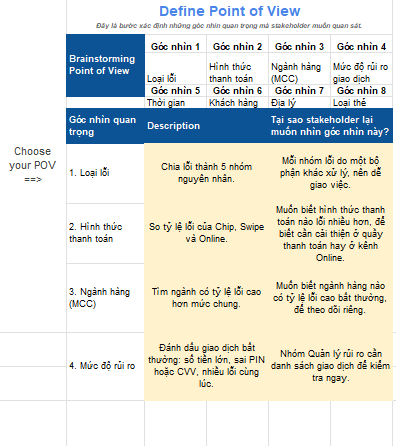 Define Point of View
Đây là bước xác định những góc nhìn quan trọng mà stakeholder muốn quan sát.
Brainstorming
Point of View
Góc nhìn 1
Góc nhìn 2
Góc nhìn 3
Góc nhìn 4
Loại lỗi
Hình thức
thanh toán
Ngành hàng
(MCC)
Mức độ rủi ro
giao dịch
Góc nhìn 5
Góc nhìn 6
Góc nhìn 7
Góc nhìn 8
Thời gian
Khách hàng
Địa lý
Loại thẻ
Choose
your POV
==>
Góc nhìn quan
trọng
Description
Tại sao stakeholder lại
muốn nhìn góc nhìn này?
1. Loại lỗi
Chia lỗi thành 5 nhóm
nguyên nhân.
Mỗi nhóm lỗi do một bộ
phận khác xử lý, nên dễ
giao việc.
2. Hình thức
thanh toán
So tỷ lệ lỗi của Chip, Swipe
và Online.
Muốn biết hình thức thanh
toán nào lỗi nhiều hơn, để
biết cần cải thiện ở quầy
thanh toán hay ở kênh
Online.
3. Ngành hàng
(MCC)
Tìm ngành có tỷ lệ lỗi cao
hơn mức chung.
Muốn biết ngành hàng nào
có tỷ lệ lỗi cao bất thường,
để theo dõi riêng.
4. Mức độ rủi ro
Đánh dấu giao dịch bất
thường: số tiền lớn, sai PIN
hoặc CVV, nhiều lỗi cùng
lúc.
Nhóm Quản lý rủi ro cần
danh sách giao dịch để kiểm
tra ngay.